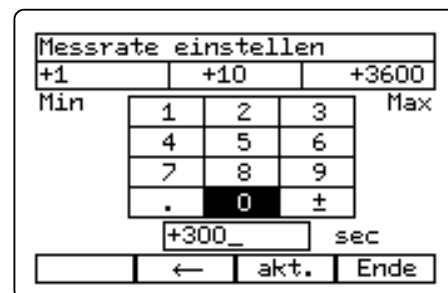 Messrate einstellen
+1 +10 +3600
Min Max
1 2 3
4 5 6
7 8 9
. 0 ±
+300_ sec
← akt. Ende